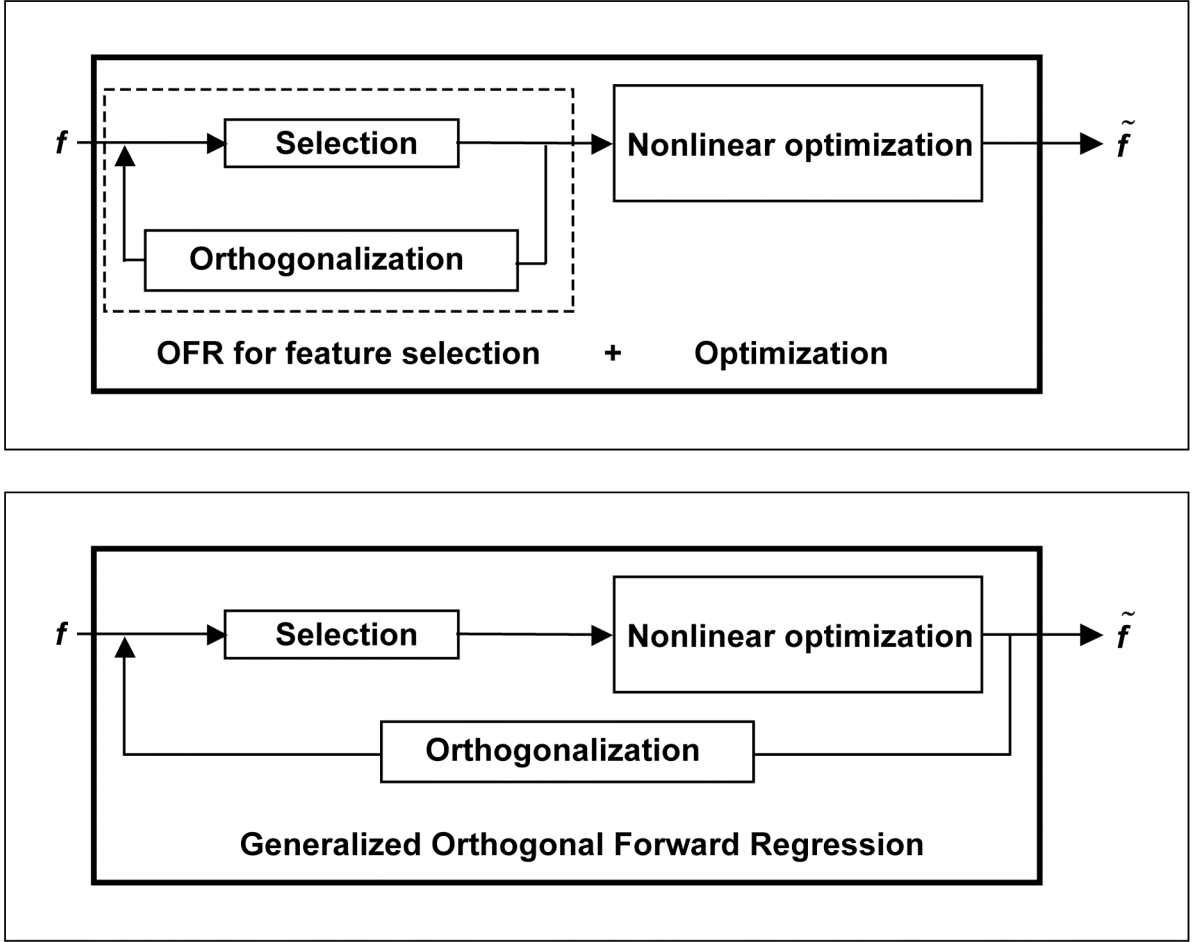 f Selection Nonlinear optimization f̃
Orthogonalization
OFR for feature selection + Optimization
f Selection Nonlinear optimization f̃
Orthogonalization
Generalized Orthogonal Forward Regression